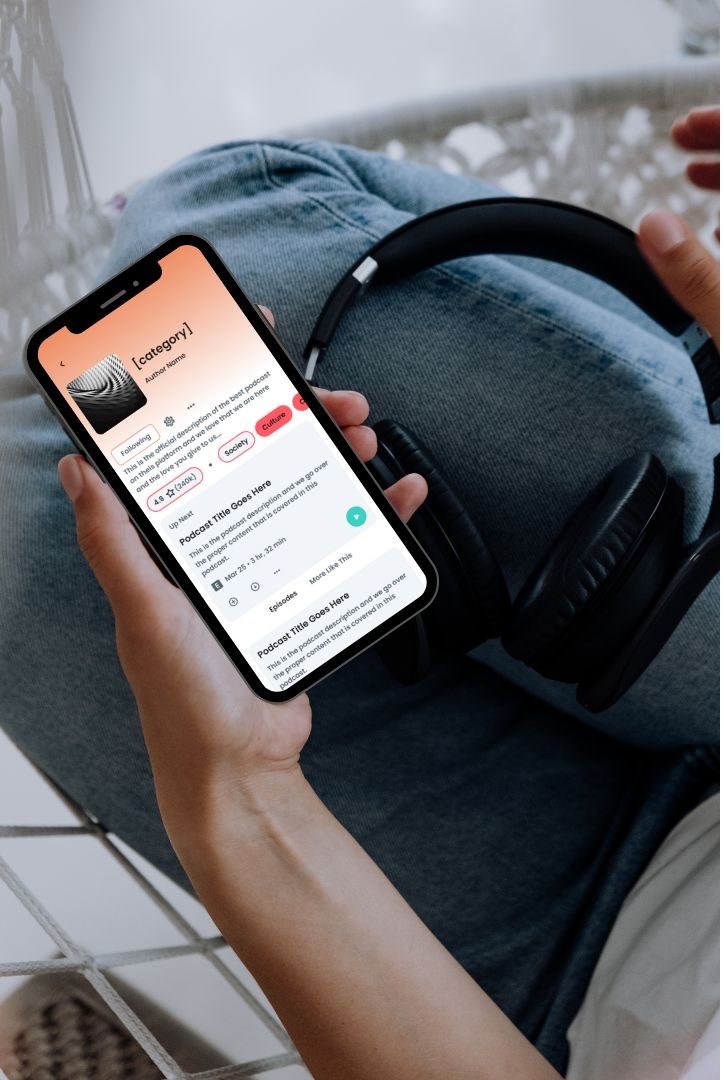 [category]
Author Name
Following
This is the official description of the best podcast
on theis platform and we love that we are here
and the love you give to us...
4.9 (240k)
Society
Culture
Up Next
Podcast Title Goes Here
This is the podcast description and we go over
the proper content that is covered in this
podcast.
E Mar 25 • 3 hr, 32 min
Episodes
More Like This
Podcast Title Goes Here
This is the podcast description and we go over
the proper content that is covered in this
podcast.